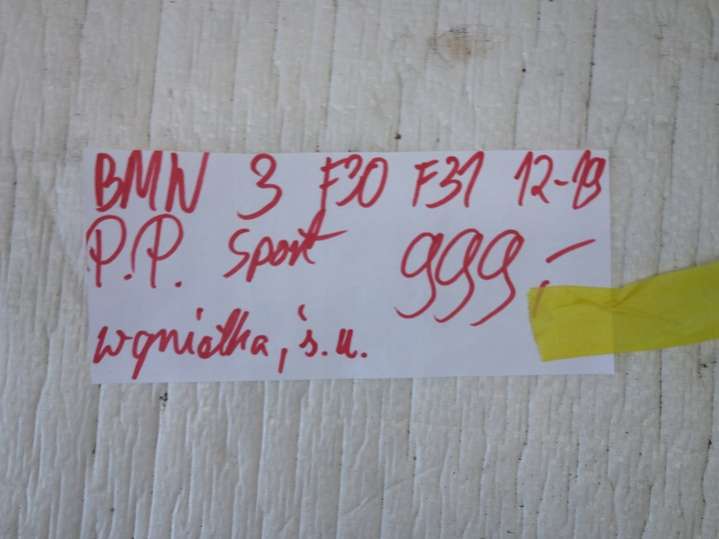 BMW 3 F30 F31 12-19
P.P. Sport 999,-
wgniotka, ś.u.